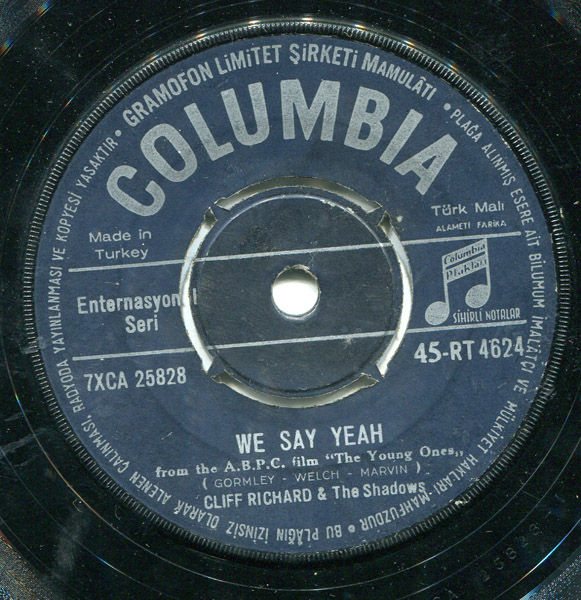 GRAMOFON LİMİTET ŞİRKETİ MAMULÂTI • PLAĞA ALINMIŞ ESERE AİT BİLUMUM İMALÂTÇI VE MÜLKİYET HAKLARI MAHFUZDUR • BU PLÂĞIN İZİNSİZ OLARAK ALENEN ÇALINMASI, RADYODA YAYINLANMASI VE KOPYESİ YASAKTIR •
COLUMBIA
Made in
Turkey
Türk Malı
ALAMETİ FARİKA
Columbia
Plakları
SİHİRLİ NOTALAR
Enternasyon
Seri
7XCA 25828
45-RT 4624
WE SAY YEAH
from the A.B.P.C. film "The Young Ones„
( GORMLEY - WELCH - MARVIN )
CLIFF RICHARD & The Shadows